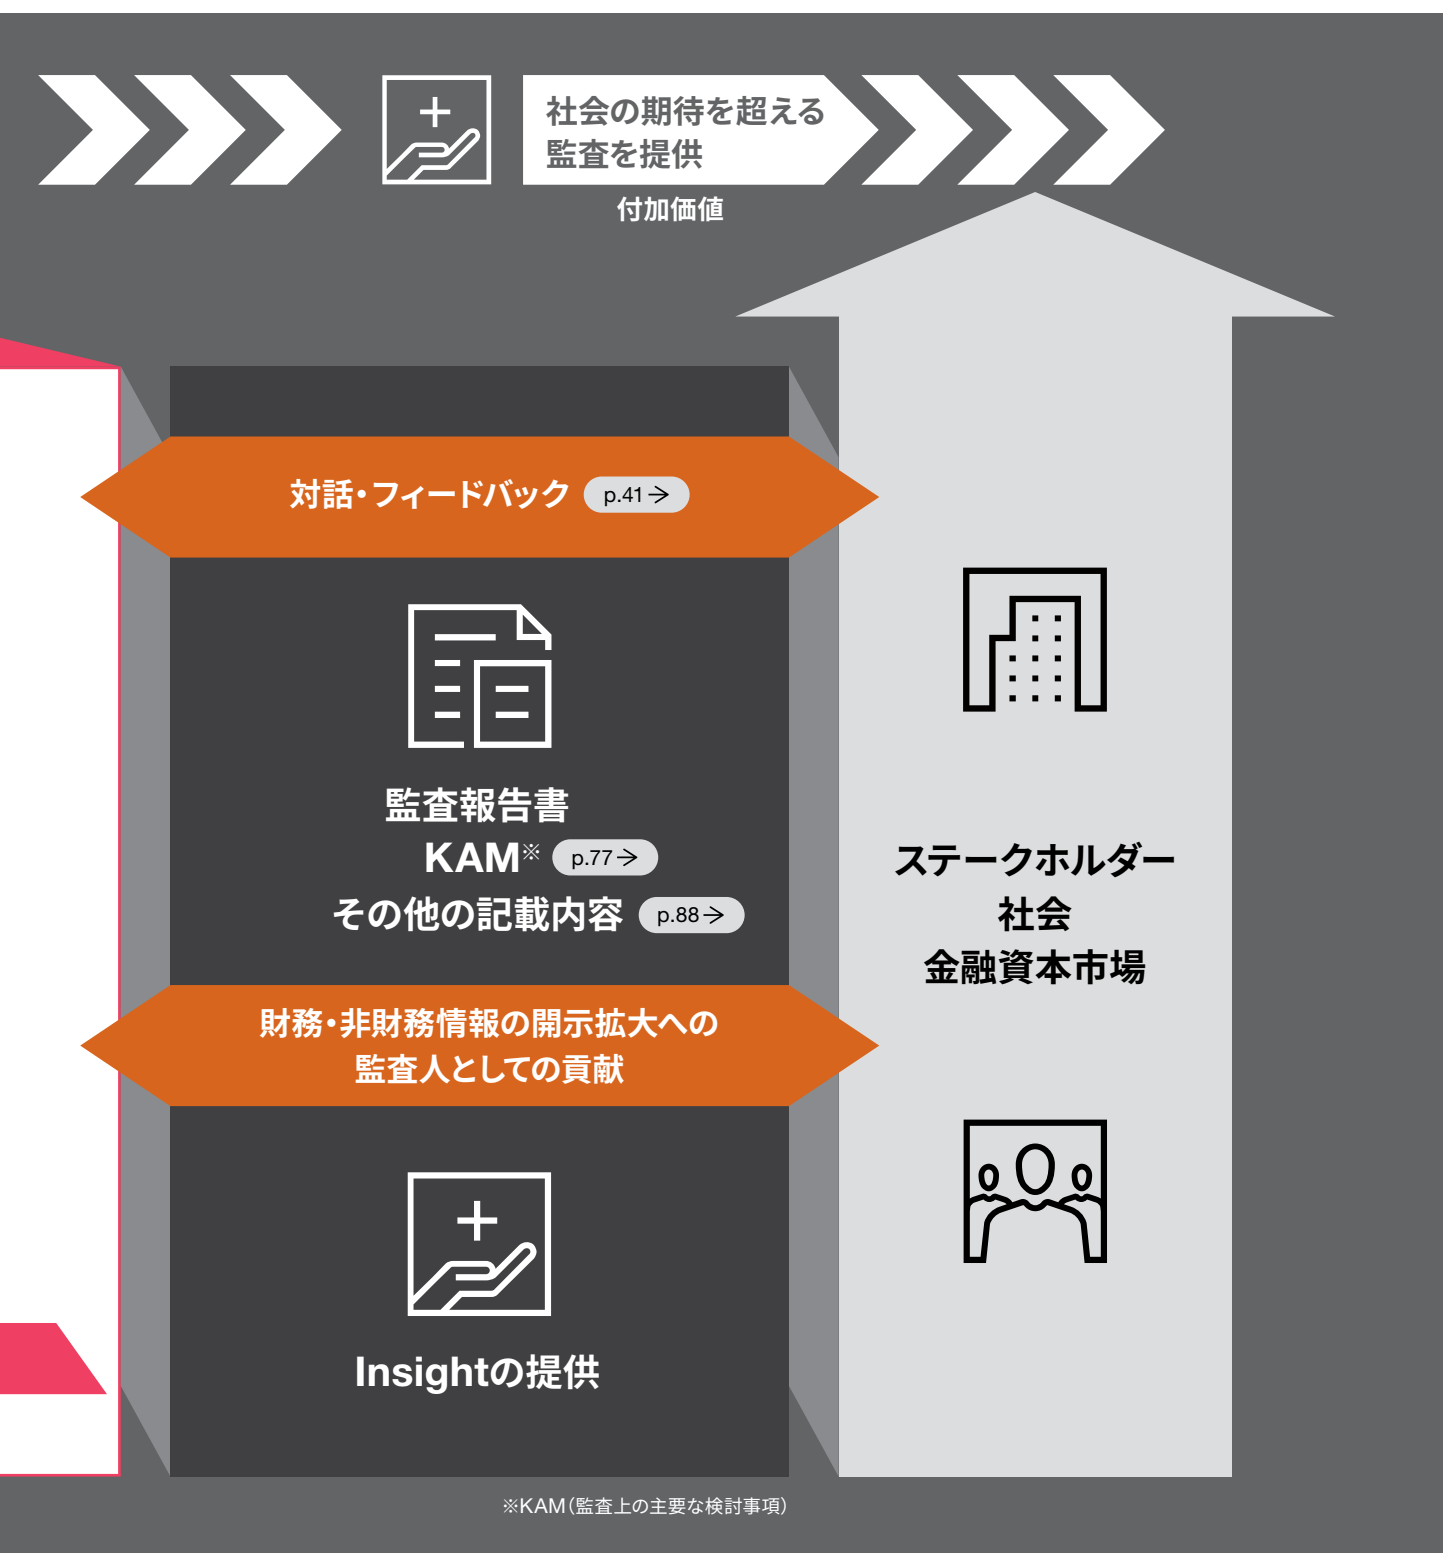 社会の期待を超える
監査を提供
付加価値
対話・フィードバック p.41→
監査報告書
KAM※ p.77→
その他の記載内容 p.88→
財務・非財務情報の開示拡大への
監査人としての貢献
Insightの提供
ステークホルダー
社会
金融資本市場
※KAM（監査上の主要な検討事項）